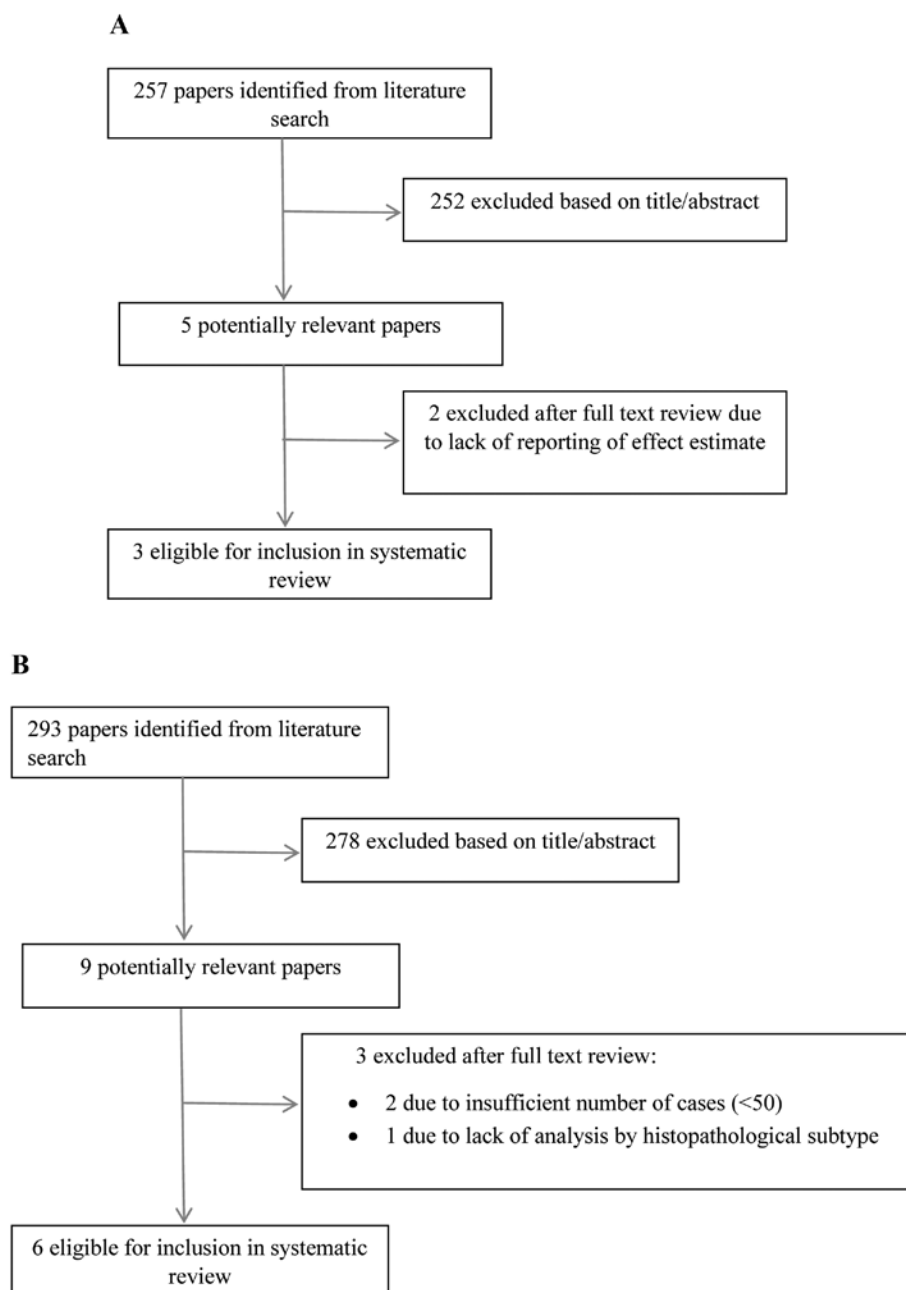 A
257 papers identified from literature
search
252 excluded based on title/abstract
5 potentially relevant papers
2 excluded after full text review due
to lack of reporting of effect estimate
3 eligible for inclusion in systematic
review
B
293 papers identified from literature
search
278 excluded based on title/abstract
9 potentially relevant papers
3 excluded after full text review:
• 2 due to insufficient number of cases (<50)
• 1 due to lack of analysis by histopathological subtype
6 eligible for inclusion in systematic
review